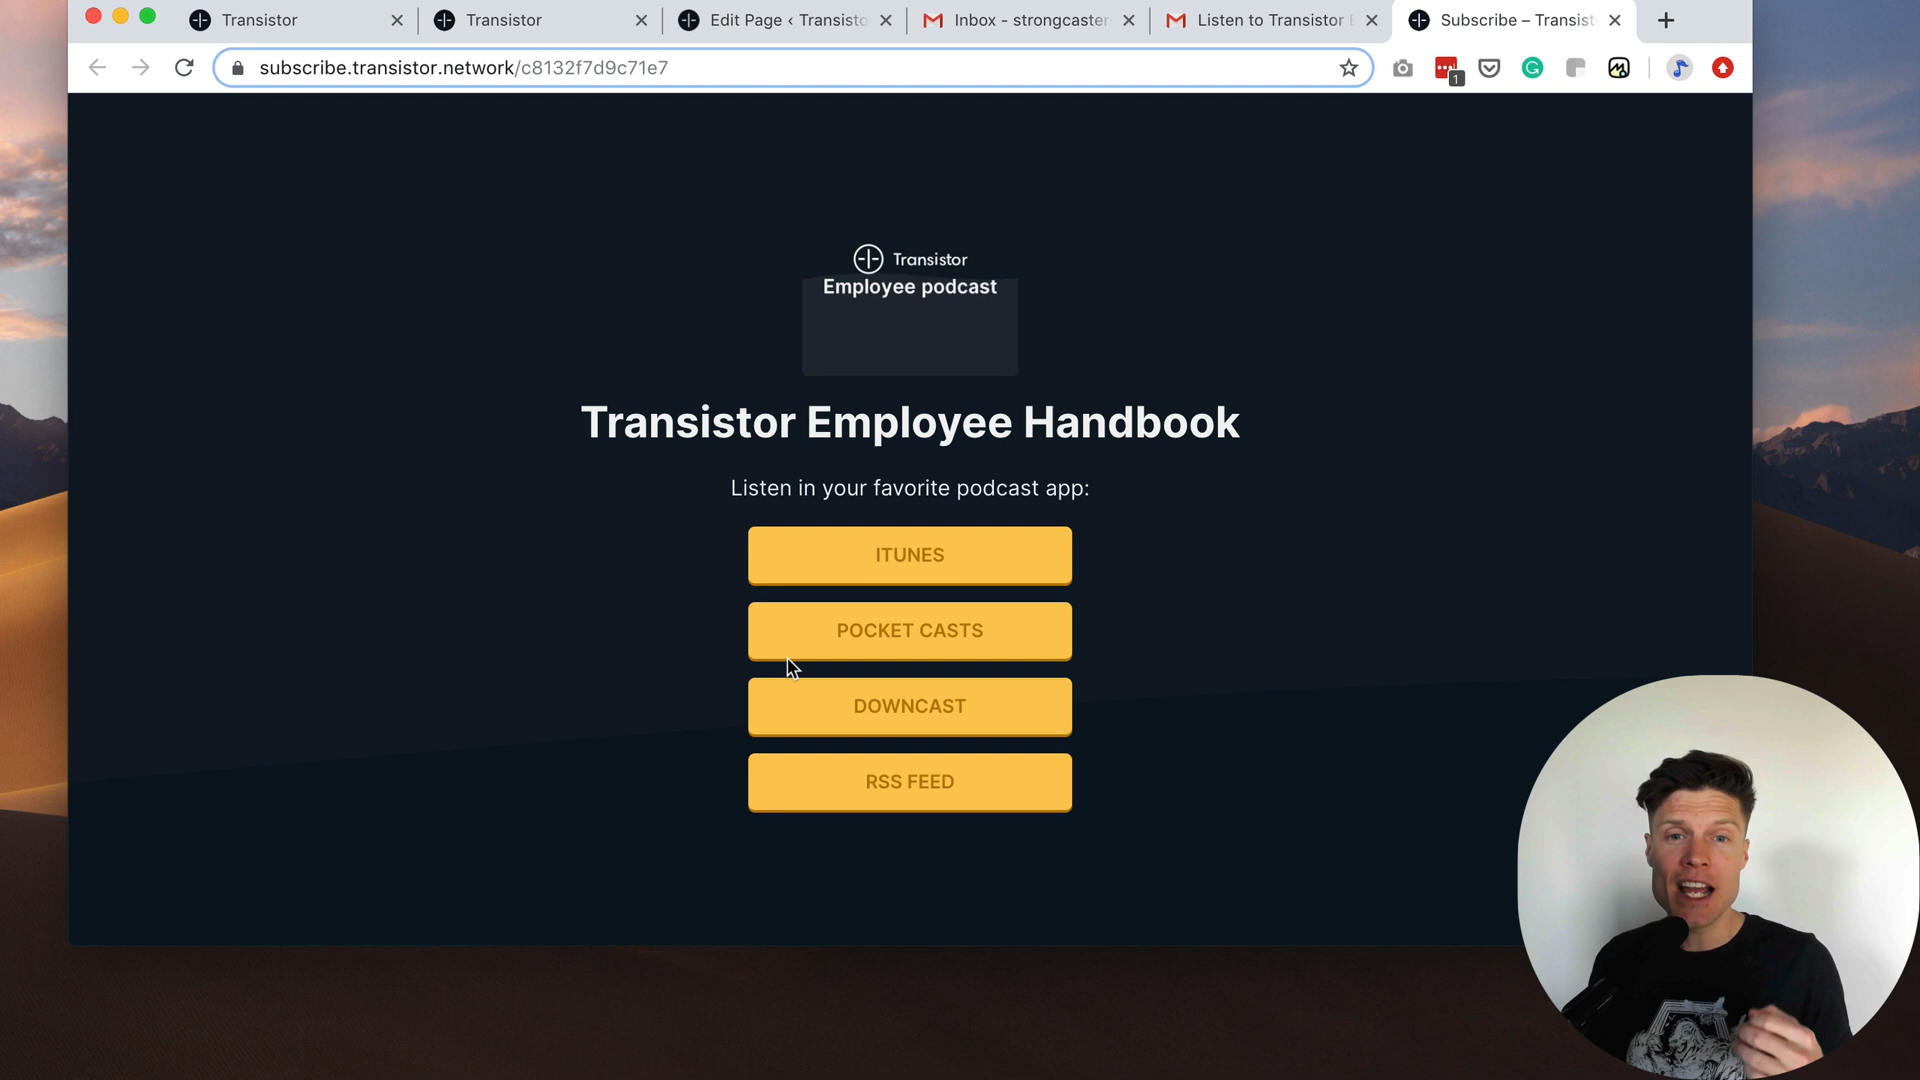 Transistor
Transistor
Edit Page ‹ Transisto
Inbox - strongcaster
Listen to Transistor E
Subscribe – Transist
subscribe.transistor.network/c8132f7d9c71e7
1
Transistor
Employee podcast
Transistor Employee Handbook
Listen in your favorite podcast app:
ITUNES
POCKET CASTS
DOWNCAST
RSS FEED